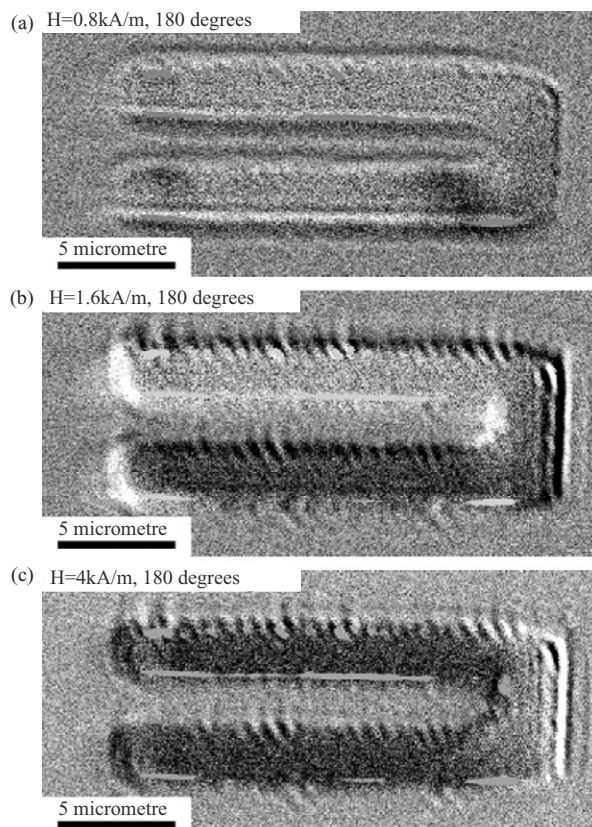 (a) H=0.8kA/m, 180 degrees
5 micrometre
(b) H=1.6kA/m, 180 degrees
5 micrometre
(c) H=4kA/m, 180 degrees
5 micrometre